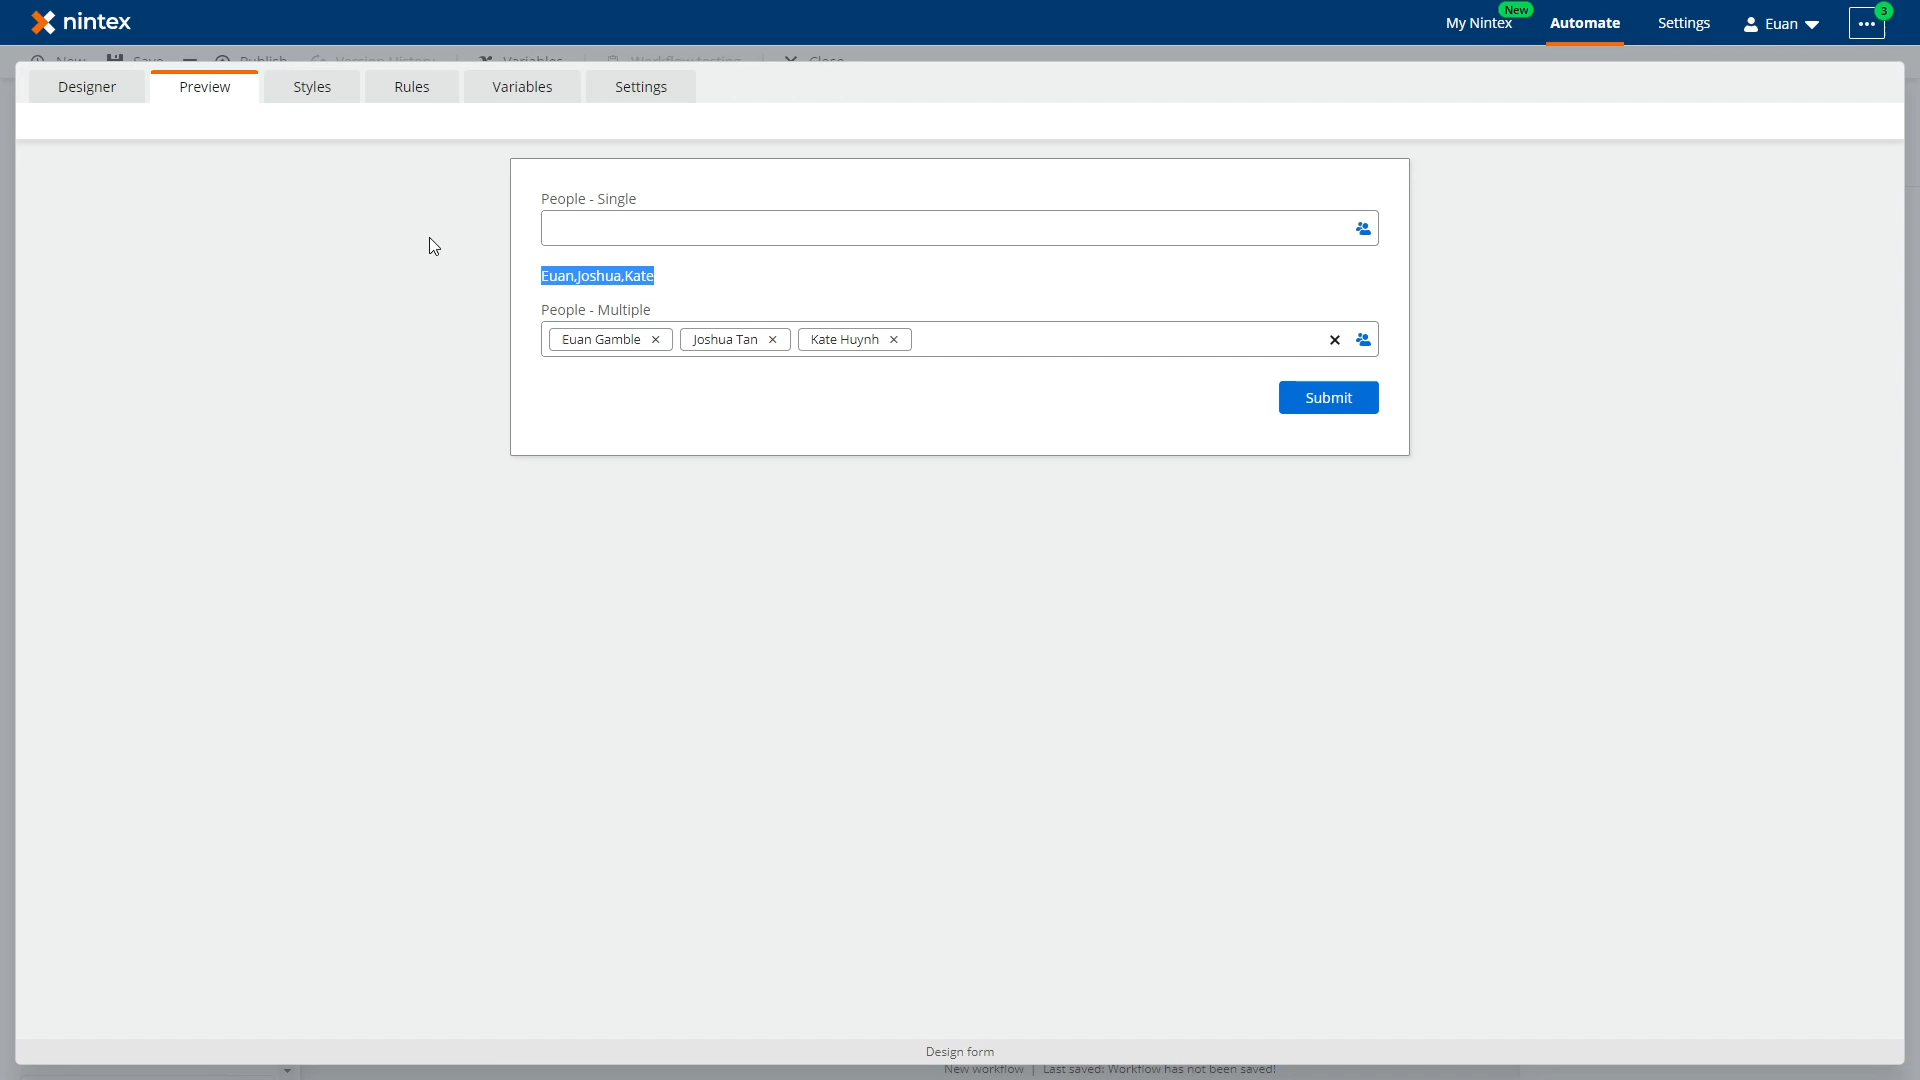 nintex
My Nintex
New
Automate
Settings
Euan
3
Designer
Preview
Styles
Rules
Variables
Settings
People - Single
Euan,Joshua,Kate
People - Multiple
Euan Gamble
Joshua Tan
Kate Huynh
Submit
Design form
New workflow | Last saved: Workflow has not been saved!